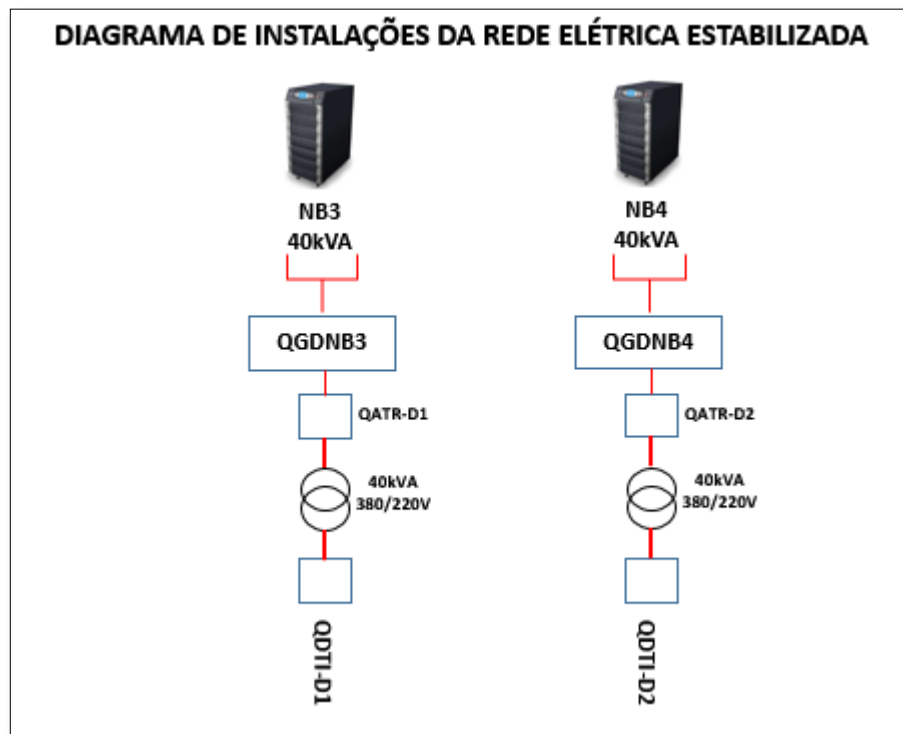 DIAGRAMA DE INSTALAÇÕES DA REDE ELÉTRICA ESTABILIZADA
NB3
40kVA
QGDNB3
QATR-D1
40kVA
380/220V
QDTI-D1
NB4
40kVA
QGDNB4
QATR-D2
40kVA
380/220V
QDTI-D2